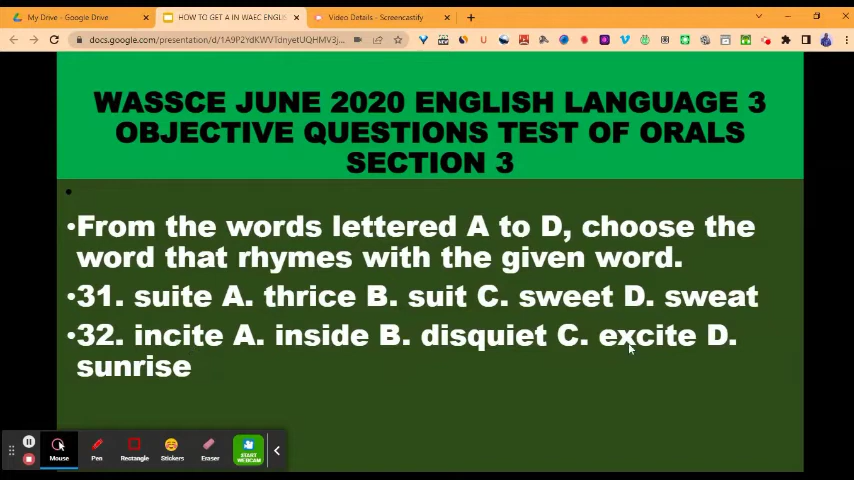 My Drive - Google Drive
HOW TO GET A IN WAEC ENGLIS
Video Details - Screencastify
docs.google.com/presentation/d/1A9P2YdKWVTdnyetUQHMV3j
WASSCE JUNE 2020 ENGLISH LANGUAGE 3
OBJECTIVE QUESTIONS TEST OF ORALS
SECTION 3
•
•From the words lettered A to D, choose the
word that rhymes with the given word.
•31. suite A. thrice B. suit C. sweet D. sweat
•32. incite A. inside B. disquiet C. excite D.
sunrise
Mouse
Pen
Rectangle
Stickers
Eraser
START
WEBCAM